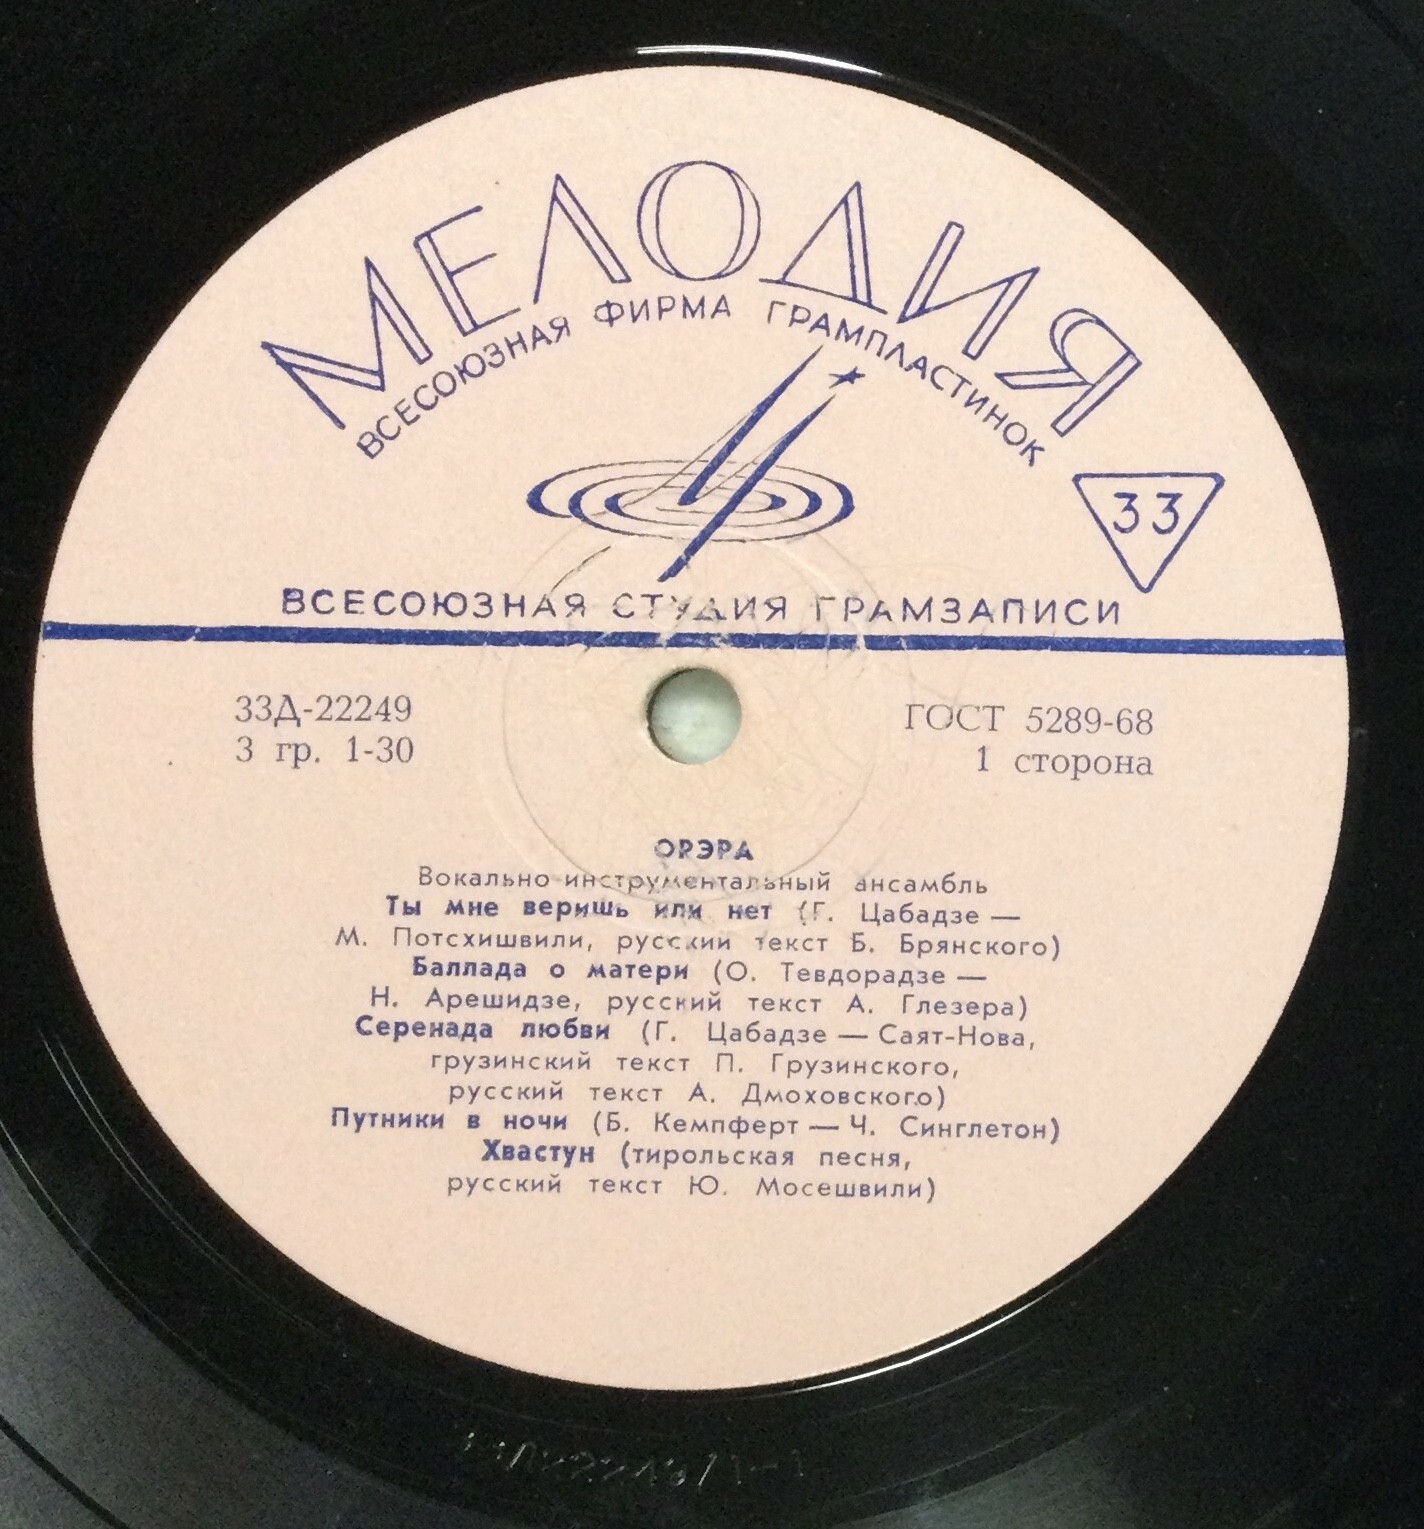 МЕЛОДИЯ
ВСЕСОЮЗНАЯ ФИРМА ГРАМПЛАСТИНОК
33
ВСЕСОЮЗНАЯ СТУДИЯ ГРАМЗАПИСИ
33Д-22249
ГОСТ 5289-68
3 гр. 1-30
1 сторона
ОРЭРА
Вокально-инструментальный ансамбль
Ты мне веришь или нет (Г. Цабадзе —
М. Потсхишвили, русский текст Б. Брянского)
Баллада о матери (О. Тевдорадзе —
Н. Арешидзе, русский текст А. Глезера)
Серенада любви (Г. Цабадзе — Саят-Нова,
грузинский текст П. Грузинского,
русский текст А. Дмоховского)
Путники в ночи (Б. Кемпферт — Ч. Синглетон)
Хвастун (тирольская песня,
русский текст Ю. Мосешвили)